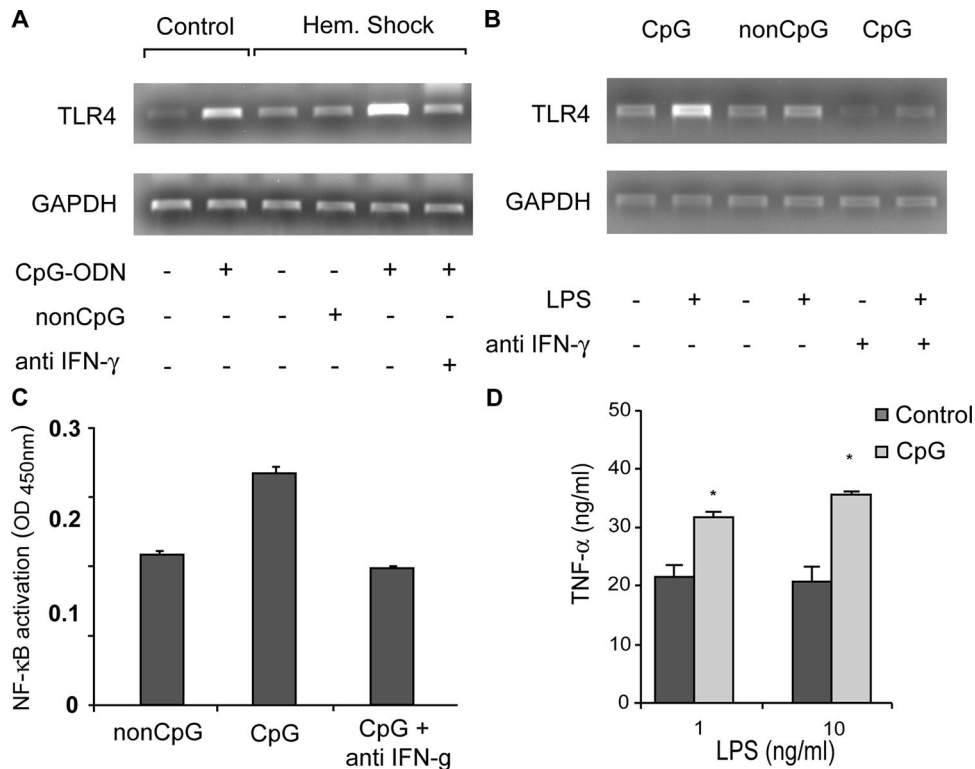 A
Control
Hem. Shock
TLR4
GAPDH
CpG-ODN - + - - + +
nonCpG - - - + - -
anti IFN-γ - - - - - +
B
CpG nonCpG CpG
TLR4
GAPDH
LPS - + - + - +
anti IFN-γ - - - - + +
C
NF-κB activation (OD 450nm)
0.3
0.2
0.1
0
nonCpG
CpG
CpG +
anti IFN-g
D
TNF-α (ng/ml)
50
40
30
20
10
0
Control
CpG
*
*
1
10
LPS (ng/ml)